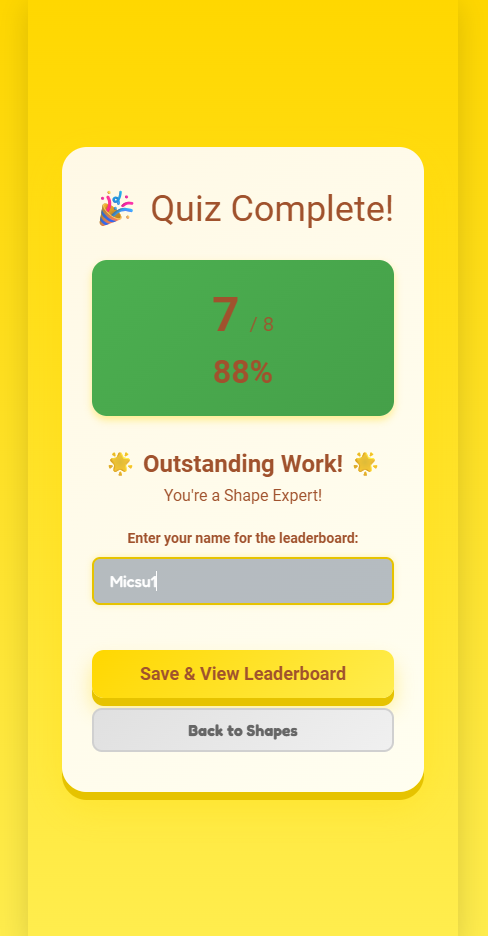 Quiz Complete!
7 / 8
88%
Outstanding Work!
You're a Shape Expert!
Enter your name for the leaderboard:
Micsu1
Save & View Leaderboard
Back to Shapes